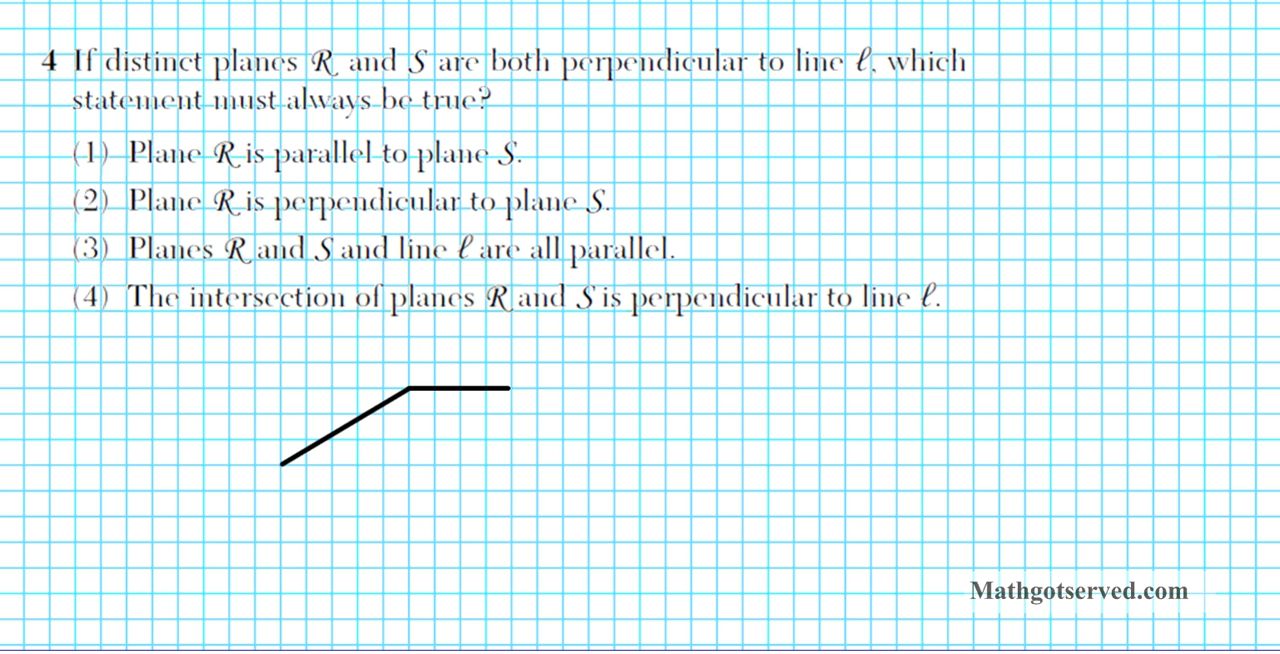 4 If distinct planes ℛ and 𝒮 are both perpendicular to line ℓ, which
statement must always be true?
(1) Plane ℛ is parallel to plane 𝒮.
(2) Plane ℛ is perpendicular to plane 𝒮.
(3) Planes ℛ and 𝒮 and line ℓ are all parallel.
(4) The intersection of planes ℛ and 𝒮 is perpendicular to line ℓ.
Mathgotserved.com